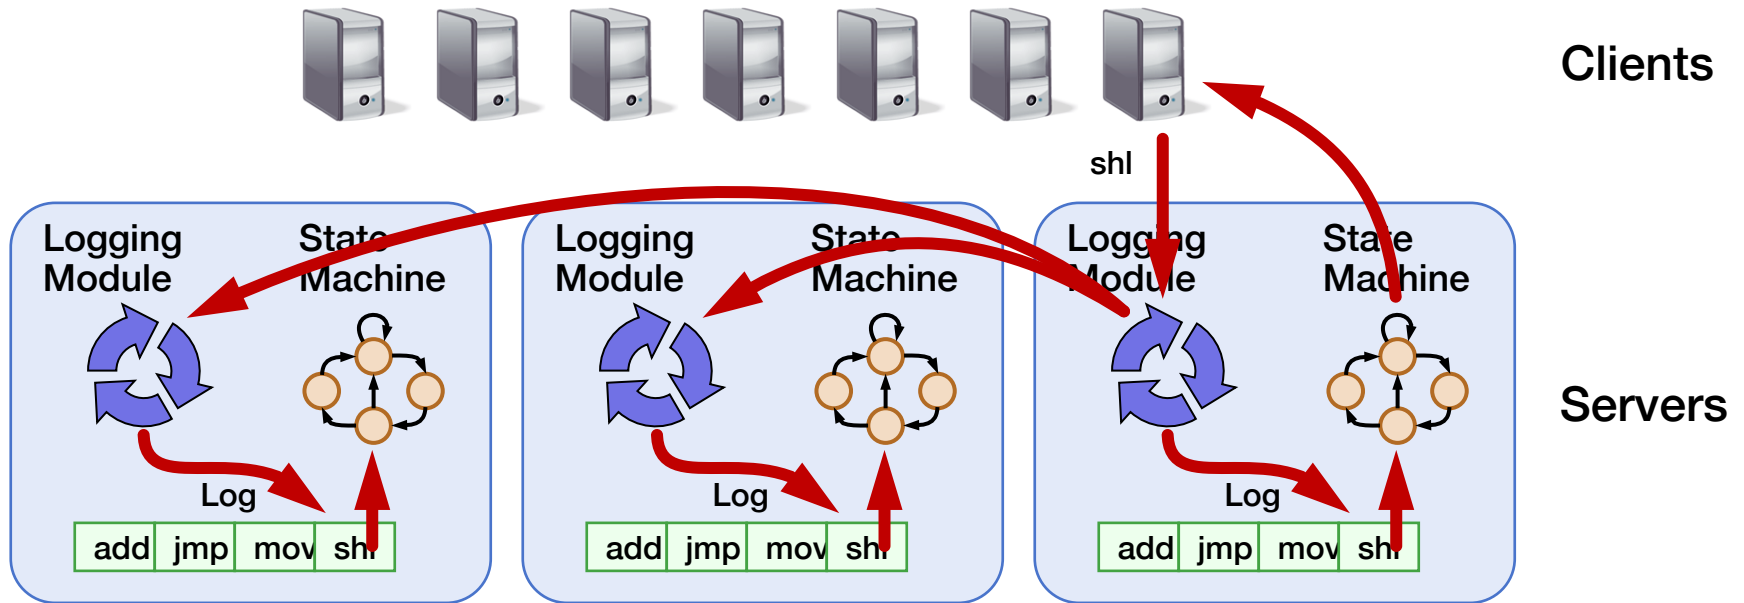 Clients
shl
Logging
Module
State
Machine
Logging
Module
State
Machine
Logging
Module
State
Machine
Servers
Log
add jmp mov shl
Log
add jmp mov shl
Log
add jmp mov shl